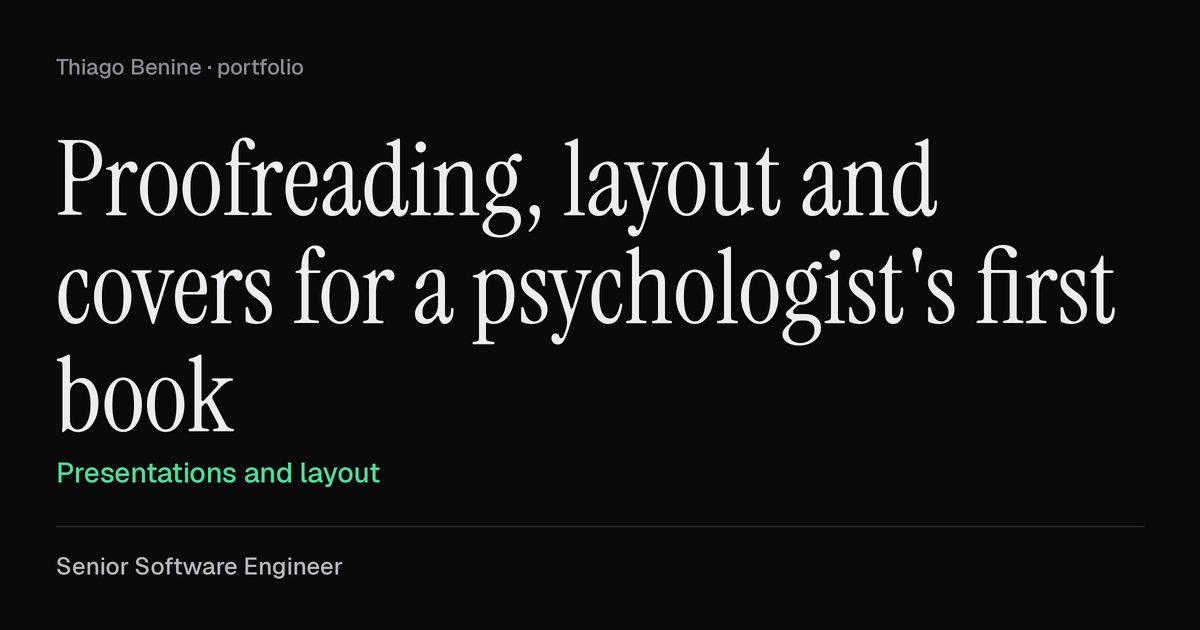 Thiago Benine · portfolio
Proofreading, layout and
covers for a psychologist's first
book
Presentations and layout
Senior Software Engineer